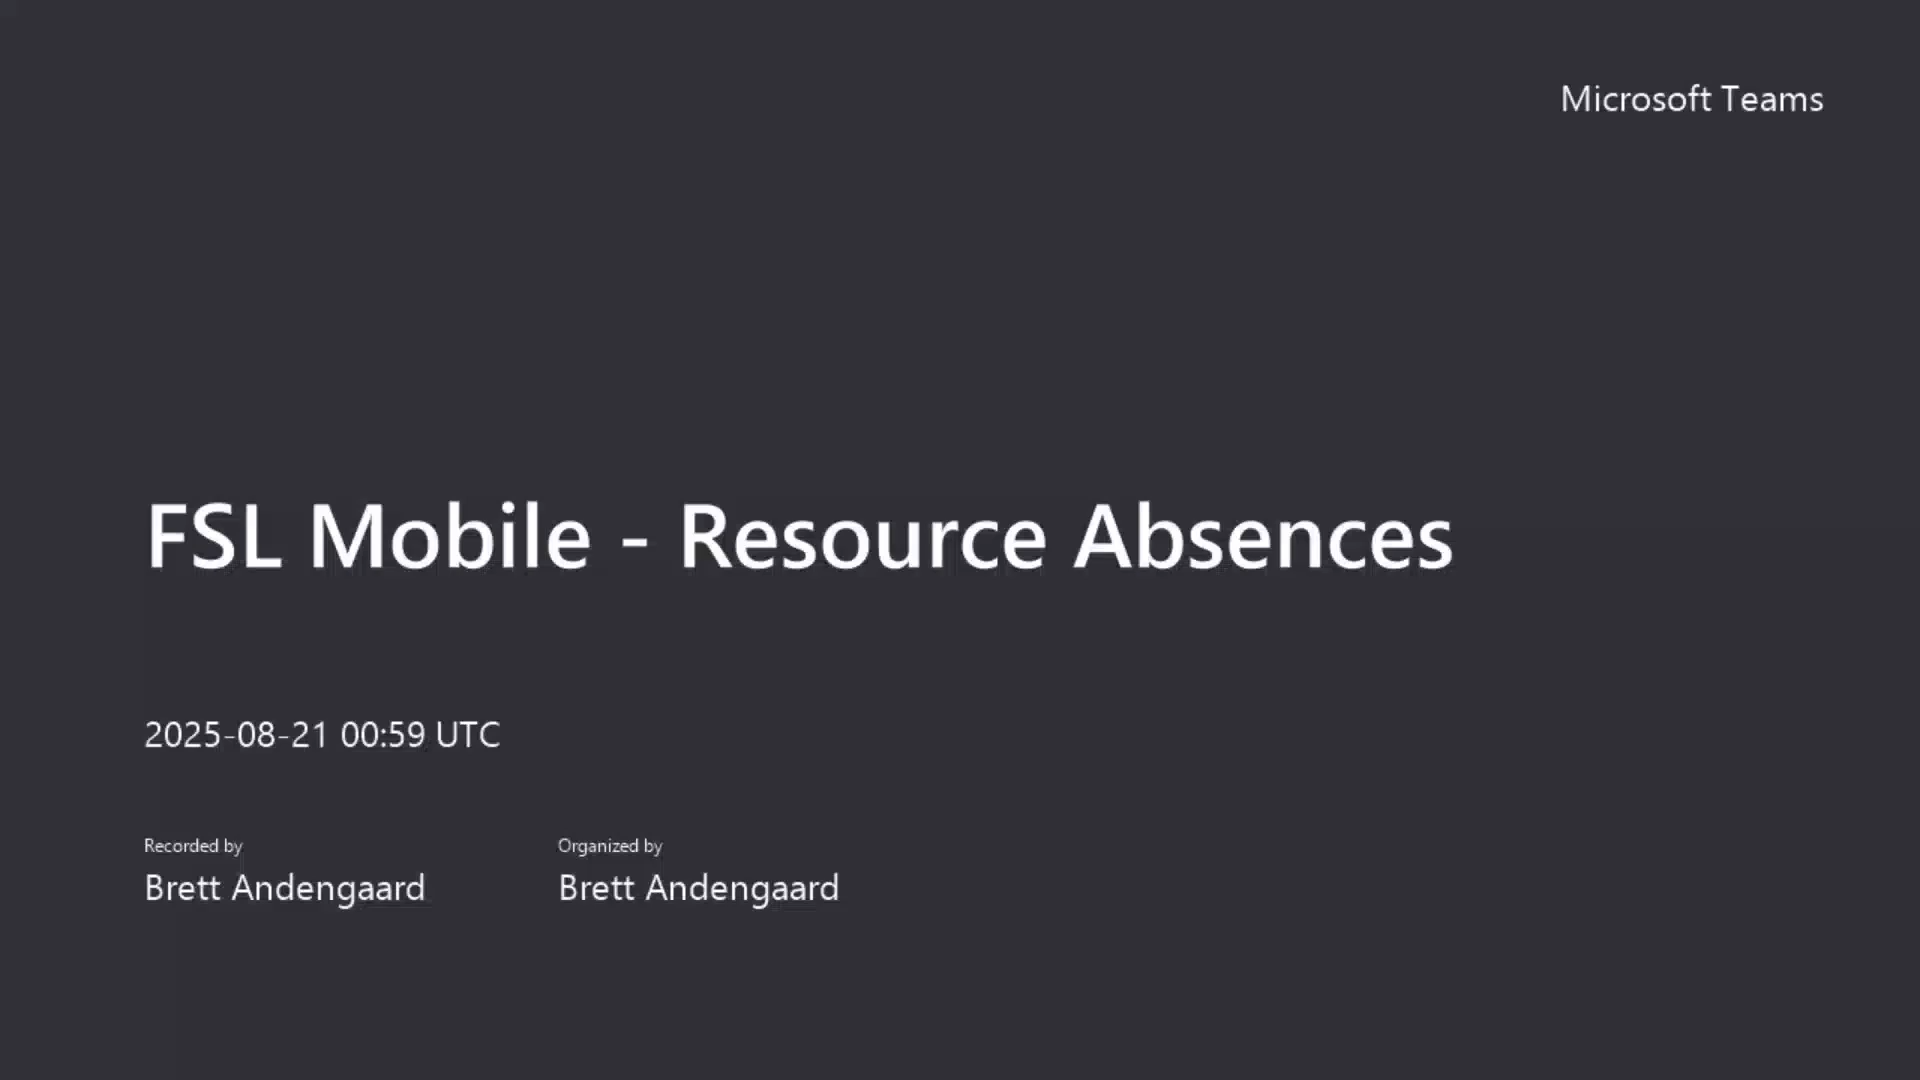 Microsoft Teams
FSL Mobile - Resource Absences
2025-08-21 00:59 UTC
Recorded by
Brett Andengaard
Organized by
Brett Andengaard